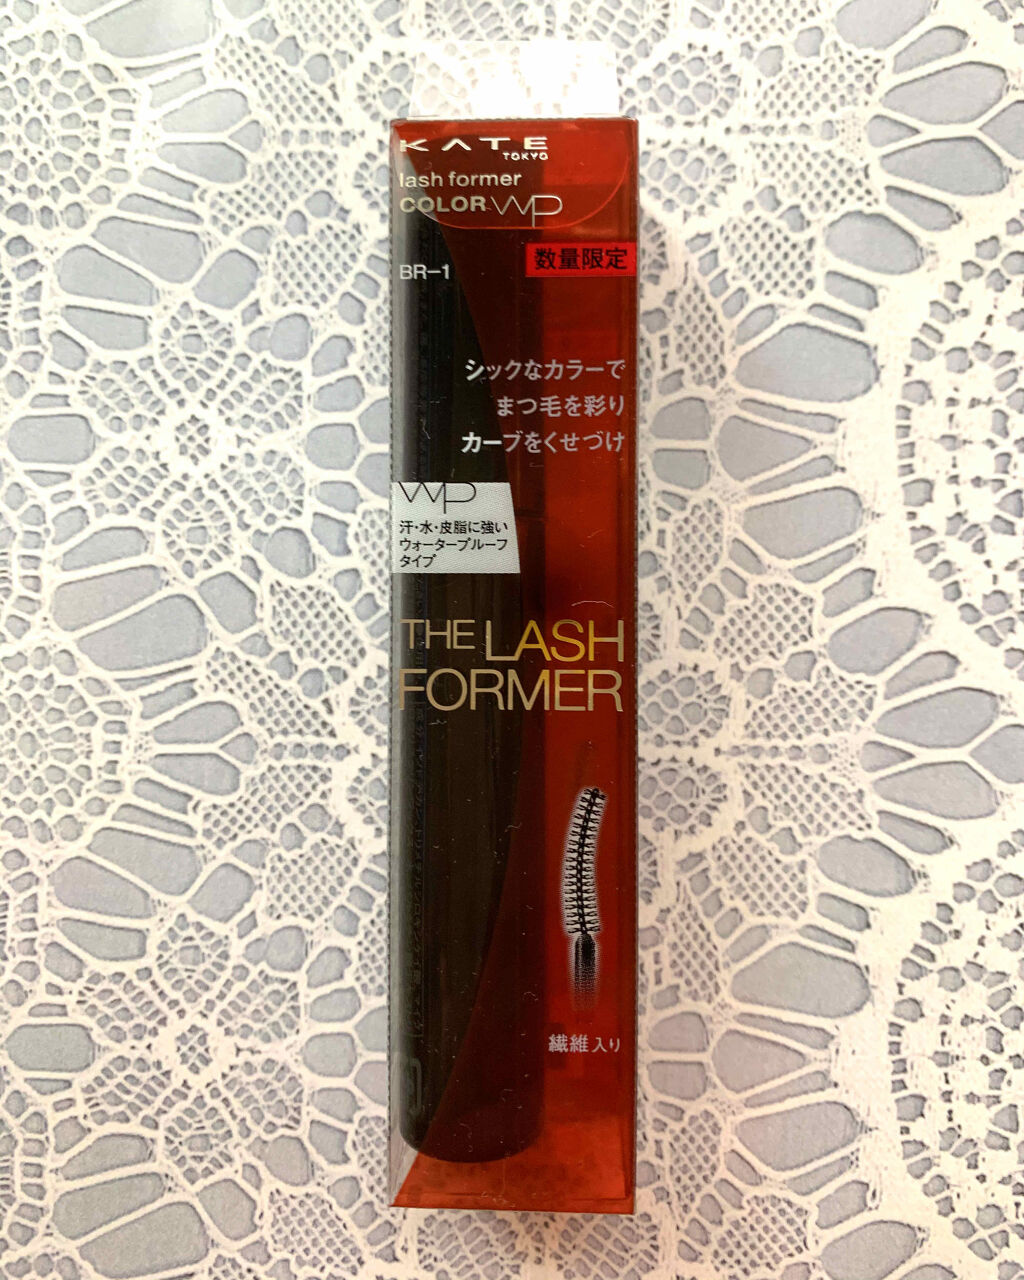 KATE
TOKYO
lash former
COLOR WP
数量限定
BR-1
シックなカラーで
まつ毛を彩り
カーブをくせづけ
WP
汗・水・皮脂に強い
ウォータープルーフ
タイプ
THE LASH
FORMER
繊維入り